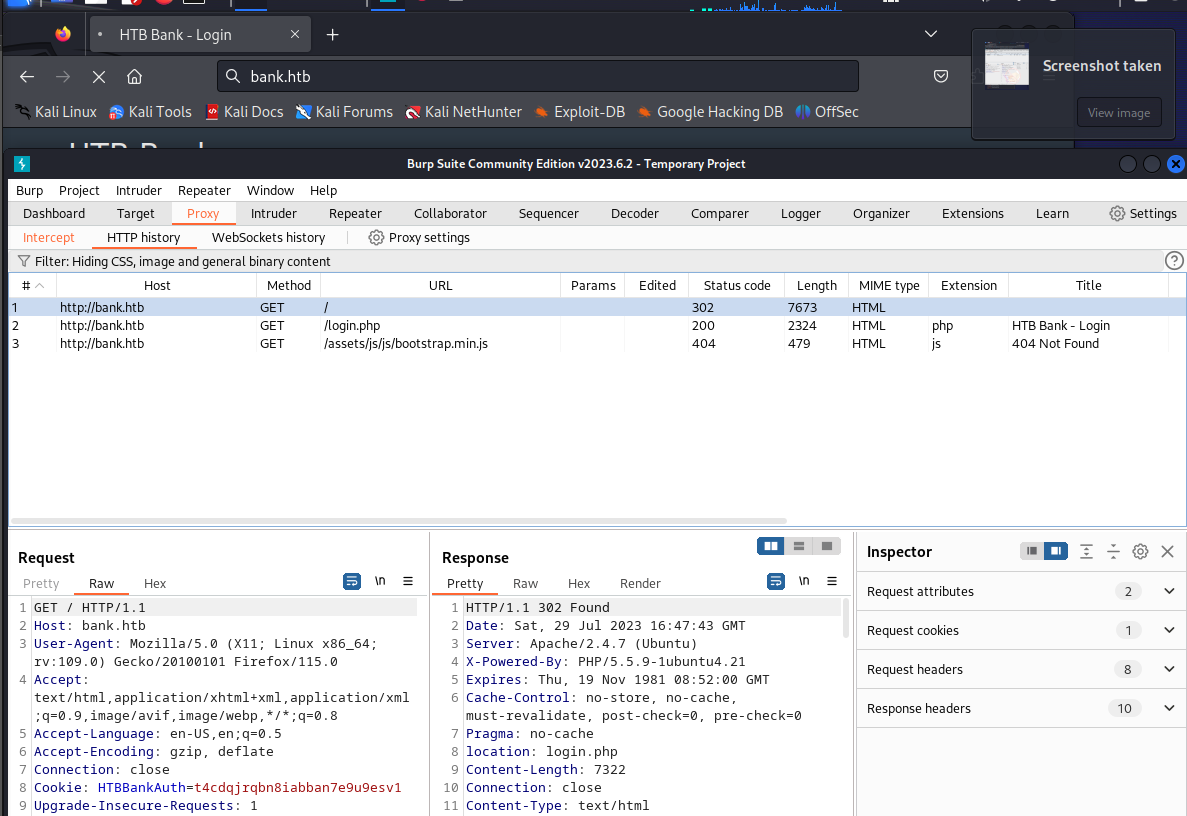 HTB Bank - Login
bank.htb
Screenshot taken
View image
Kali Linux Kali Tools Kali Docs Kali Forums Kali NetHunter Exploit-DB Google Hacking DB OffSec
Burp Suite Community Edition v2023.6.2 - Temporary Project
Burp Project Intruder Repeater Window Help
Dashboard Target Proxy Intruder Repeater Collaborator Sequencer Decoder Comparer Logger Organizer Extensions Learn Settings
Intercept HTTP history WebSockets history Proxy settings
Filter: Hiding CSS, image and general binary content
# Host Method URL Params Edited Status code Length MIME type Extension Title
1 http://bank.htb GET / 302 7673 HTML
2 http://bank.htb GET /login.php 200 2324 HTML php HTB Bank - Login
3 http://bank.htb GET /assets/js/js/bootstrap.min.js 404 479 HTML js 404 Not Found
Request
Pretty Raw Hex \n
1 GET / HTTP/1.1
2 Host: bank.htb
3 User-Agent: Mozilla/5.0 (X11; Linux x86_64;
rv:109.0) Gecko/20100101 Firefox/115.0
4 Accept:
text/html,application/xhtml+xml,application/xml
;q=0.9,image/avif,image/webp,*/*;q=0.8
5 Accept-Language: en-US,en;q=0.5
6 Accept-Encoding: gzip, deflate
7 Connection: close
8 Cookie: HTBBankAuth=t4cdqjrqbn8iabban7e9u9esv1
9 Upgrade-Insecure-Requests: 1
Response
Pretty Raw Hex Render \n
1 HTTP/1.1 302 Found
2 Date: Sat, 29 Jul 2023 16:47:43 GMT
3 Server: Apache/2.4.7 (Ubuntu)
4 X-Powered-By: PHP/5.5.9-1ubuntu4.21
5 Expires: Thu, 19 Nov 1981 08:52:00 GMT
6 Cache-Control: no-store, no-cache,
must-revalidate, post-check=0, pre-check=0
7 Pragma: no-cache
8 location: login.php
9 Content-Length: 7322
10 Connection: close
11 Content-Type: text/html
Inspector
Request attributes 2
Request cookies 1
Request headers 8
Response headers 10